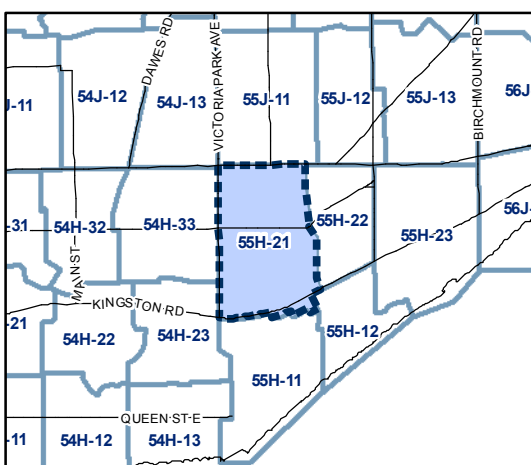 DAWES RD
VICTORIA PARK AVE
BIRCHMOUNT RD
J-11
54J-12
54J-13
55J-11
55J-12
55J-13
56J
-31
54H-32
54H-33
55H-21
55H-22
55H-23
56J-
MAIN ST
KINGSTON RD
-21
54H-22
54H-23
55H-11
55H-12
QUEEN ST E
-11
54H-12
54H-13